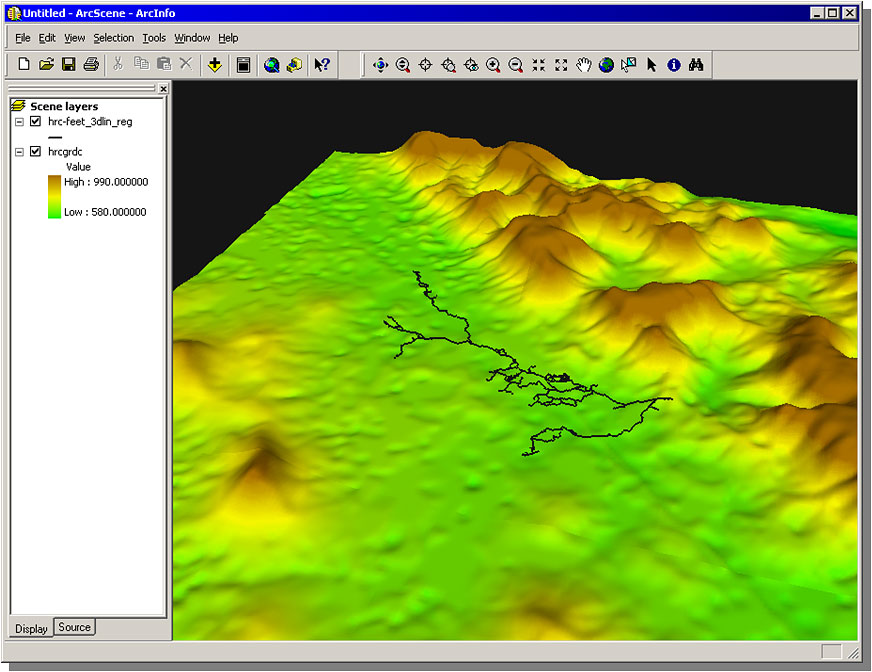 Untitled - ArcScene - ArcInfo
File Edit View Selection Tools Window Help
Scene layers
hrc-feet_3dlin_reg
hrcgrdc
Value
High : 990.000000
Low : 580.000000
Display Source